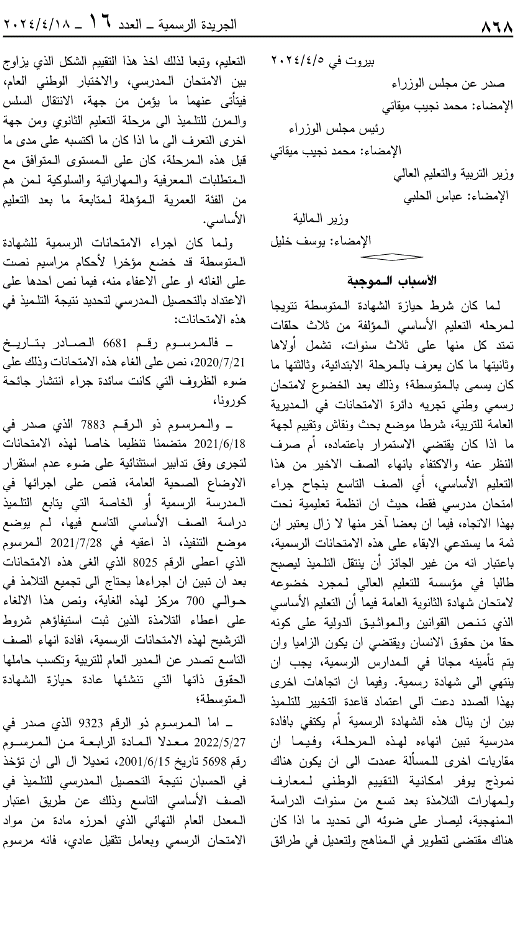 ٨٦٨
الجريدة الرسمية ـ العدد ١٦ ـ ٢٠٢٤/٤/١٨
بيروت في ٢٠٢٤/٤/٥
صدر عن مجلس الوزراء
الإمضاء: محمد نجيب ميقاتي
رئيس مجلس الوزراء
الإمضاء: محمد نجيب ميقاتي
وزير التربية والتعليم العالي
الإمضاء: عباس الحلبي
وزير المالية
الإمضاء: يوسف خليل
الأسباب الموجبة
لما كان شرط حيازة الشهادة المتوسطة تتويجا
لمرحله التعليم الأساسي المؤلفة من ثلاث حلقات
تمتد كل منها على ثلاث سنوات، تشمل أولاها
وثانيتها ما كان يعرف بالمرحلة الابتدائية، وثالثتها ما
كان يسمى بالمتوسطة؛ وذلك بعد الخضوع لامتحان
رسمي وطني تجريه دائرة الامتحانات في المديرية
العامة للتربية، شرطا موضع بحث ونقاش وتقييم لجهة
ما اذا كان يقتضي الاستمرار باعتماده، أم صرف
النظر عنه والاكتفاء بانهاء الصف الاخير من هذا
التعليم الأساسي، أي الصف التاسع بنجاح جراء
امتحان مدرسي فقط، حيث ان انظمة تعليمية نحت
بهذا الاتجاه، فيما ان بعضا آخر منها لا زال يعتبر ان
ثمة ما يستدعي الابقاء على هذه الامتحانات الرسمية،
باعتبار انه من غير الجائز أن ينتقل التلميذ ليصبح
طالبا في مؤسسة للتعليم العالي لمجرد خضوعه
لامتحان شهادة الثانوية العامة فيما أن التعليم الأساسي
الذي تنص القوانين والمواثيق الدولية على كونه
حقا من حقوق الانسان ويقتضي ان يكون الزاميا وان
يتم تأمينه مجانا في المدارس الرسمية، يجب ان
ينتهي الى شهادة رسمية. وفيما ان اتجاهات اخرى
بهذا الصدد دعت الى اعتماد قاعدة التخيير للتلميذ
بين ان ينال هذه الشهادة الرسمية أم يكتفي بافادة
مدرسية تبين انهاءه لهذه المرحلة، وفيما ان
مقاربات اخرى للمسألة عمدت الى ان يكون هناك
نموذج يوفر امكانية التقييم الوطني لمعارف
ولمهارات التلامذة بعد تسع من سنوات الدراسة
المنهجية، ليصار على ضوئه الى تحديد ما اذا كان
هناك مقتضى لتطوير في المناهج ولتعديل في طرائق
التعليم، وتبعا لذلك اخذ هذا التقييم الشكل الذي يزاوج
بين الامتحان المدرسي، والاختبار الوطني العام،
فيتأتى عنهما ما يؤمن من جهة، الانتقال السلس
والمرن للتلميذ الى مرحلة التعليم الثانوي ومن جهة
اخرى التعرف الى ما اذا كان ما اكتسبه على مدى ما
قبل هذه المرحلة، كان على المستوى المتوافق مع
المتطلبات المعرفية والمهاراتية والسلوكية لمن هم
من الفئة العمرية المؤهلة لمتابعة ما بعد التعليم
الأساسي.
ولما كان اجراء الامتحانات الرسمية للشهادة
المتوسطة قد خضع مؤخرا لأحكام مراسيم نصت
على الغائه او على الاعفاء منه، فيما نص احدها على
الاعتداد بالتحصيل المدرسي لتحديد نتيجة التلميذ في
هذه الامتحانات:
ـ فالمرسوم رقم 6681 الصادر بتاريخ
2020/7/21، نص على الغاء هذه الامتحانات وذلك على
ضوء الظروف التي كانت سائدة جراء انتشار جائحة
كورونا،
ـ والمرسوم ذو الرقم 7883 الذي صدر في
2021/6/18 متضمنا تنظيما خاصا لهذه الامتحانات
لتجرى وفق تدابير استثنائية على ضوء عدم استقرار
الاوضاع الصحية العامة، فنص على اجرائها في
المدرسة الرسمية أو الخاصة التي يتابع التلميذ
دراسة الصف الأساسي التاسع فيها، لم يوضع
موضع التنفيذ، اذ اعقبه في 2021/7/28 المرسوم
الذي اعطى الرقم 8025 الذي الغى هذه الامتحانات
بعد ان تبين ان اجراءها يحتاج الى تجميع التلامذ في
حوالي 700 مركز لهذه الغاية، ونص هذا الالغاء
على اعطاء التلامذة الذين ثبت استيفاؤهم شروط
الترشيح لهذه الامتحانات الرسمية، افادة انهاء الصف
التاسع تصدر عن المدير العام للتربية وتكسب حاملها
الحقوق ذاتها التي تنشئها عادة حيازة الشهادة
المتوسطة؛
ـ اما المرسوم ذو الرقم 9323 الذي صدر في
2022/5/27 معدلا المادة الرابعة من المرسوم
رقم 5698 تاريخ 2001/6/15، تعديلا ال الى ان تؤخذ
في الحسبان نتيجة التحصيل المدرسي للتلميذ في
الصف الأساسي التاسع وذلك عن طريق اعتبار
المعدل العام النهائي الذي احرزه مادة من مواد
الامتحان الرسمي وبعامل تثقيل عادي، فانه مرسوم